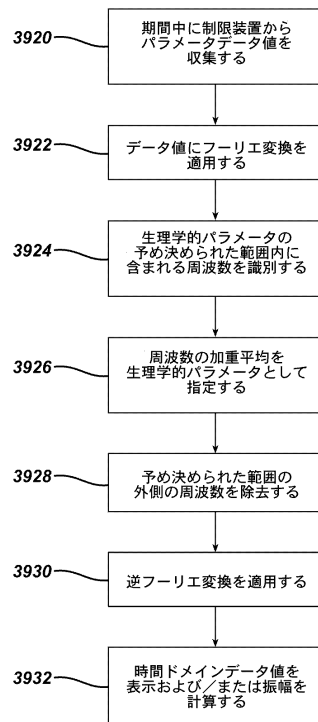 3920
期間中に制限装置から
パラメータデータ値を
収集する
3922
データ値にフーリエ変換を
適用する
3924
生理学的パラメータの
予め決められた範囲内に
含まれる周波数を識別する
3926
周波数の加重平均を
生理学的パラメータとして
指定する
3928
予め決められた範囲の
外側の周波数を除去する
3930
逆フーリエ変換を適用する
3932
時間ドメインデータ値を
表示および/または振幅を
計算する